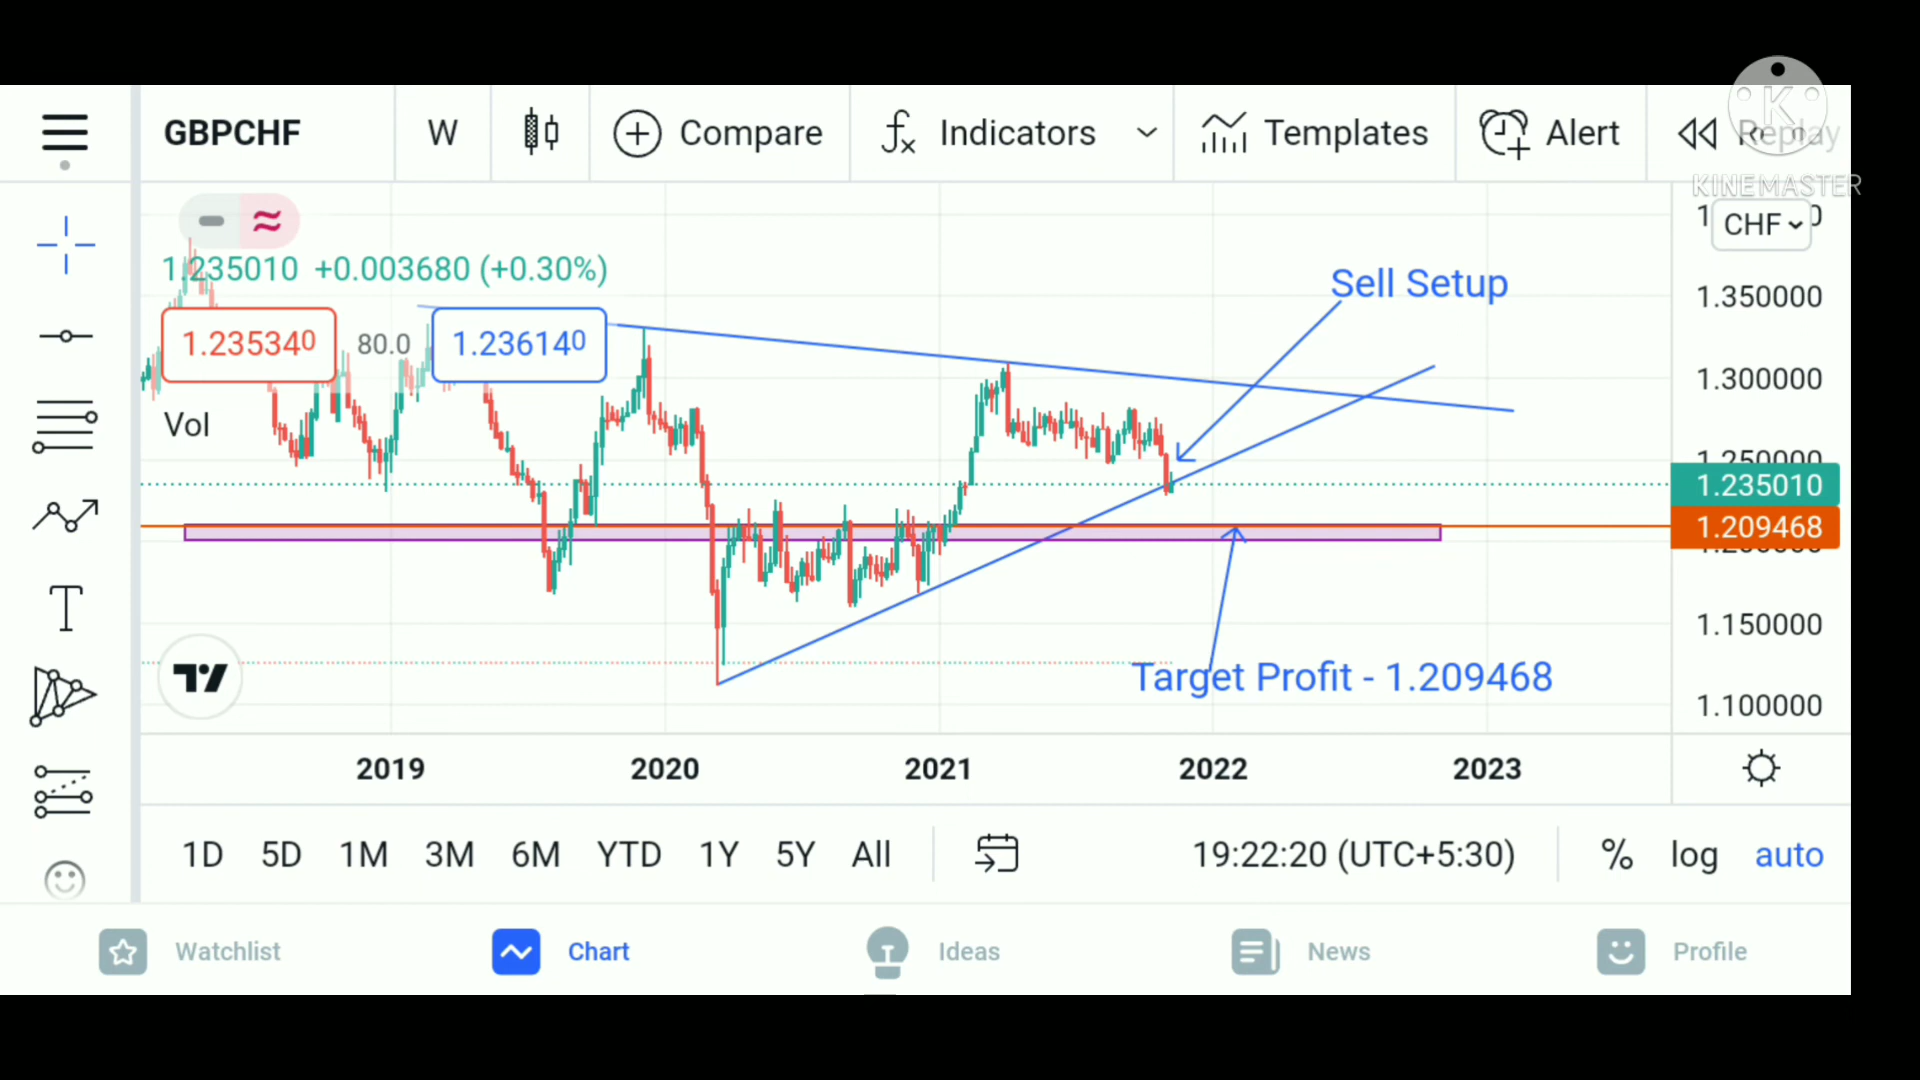 GBPCHF W Compare Indicators Templates Alert Replay
KINEMASTER
CHF
1.235010 +0.003680 (+0.30%)
Sell Setup
1.350000
1.235340 80.0 1.236140
1.300000
Vol
1.250000
1.235010
1.209468
1.150000
Target Profit - 1.209468
1.100000
2019 2020 2021 2022 2023
1D 5D 1M 3M 6M YTD 1Y 5Y All 19:22:20 (UTC+5:30) % log auto
Watchlist Chart Ideas News Profile